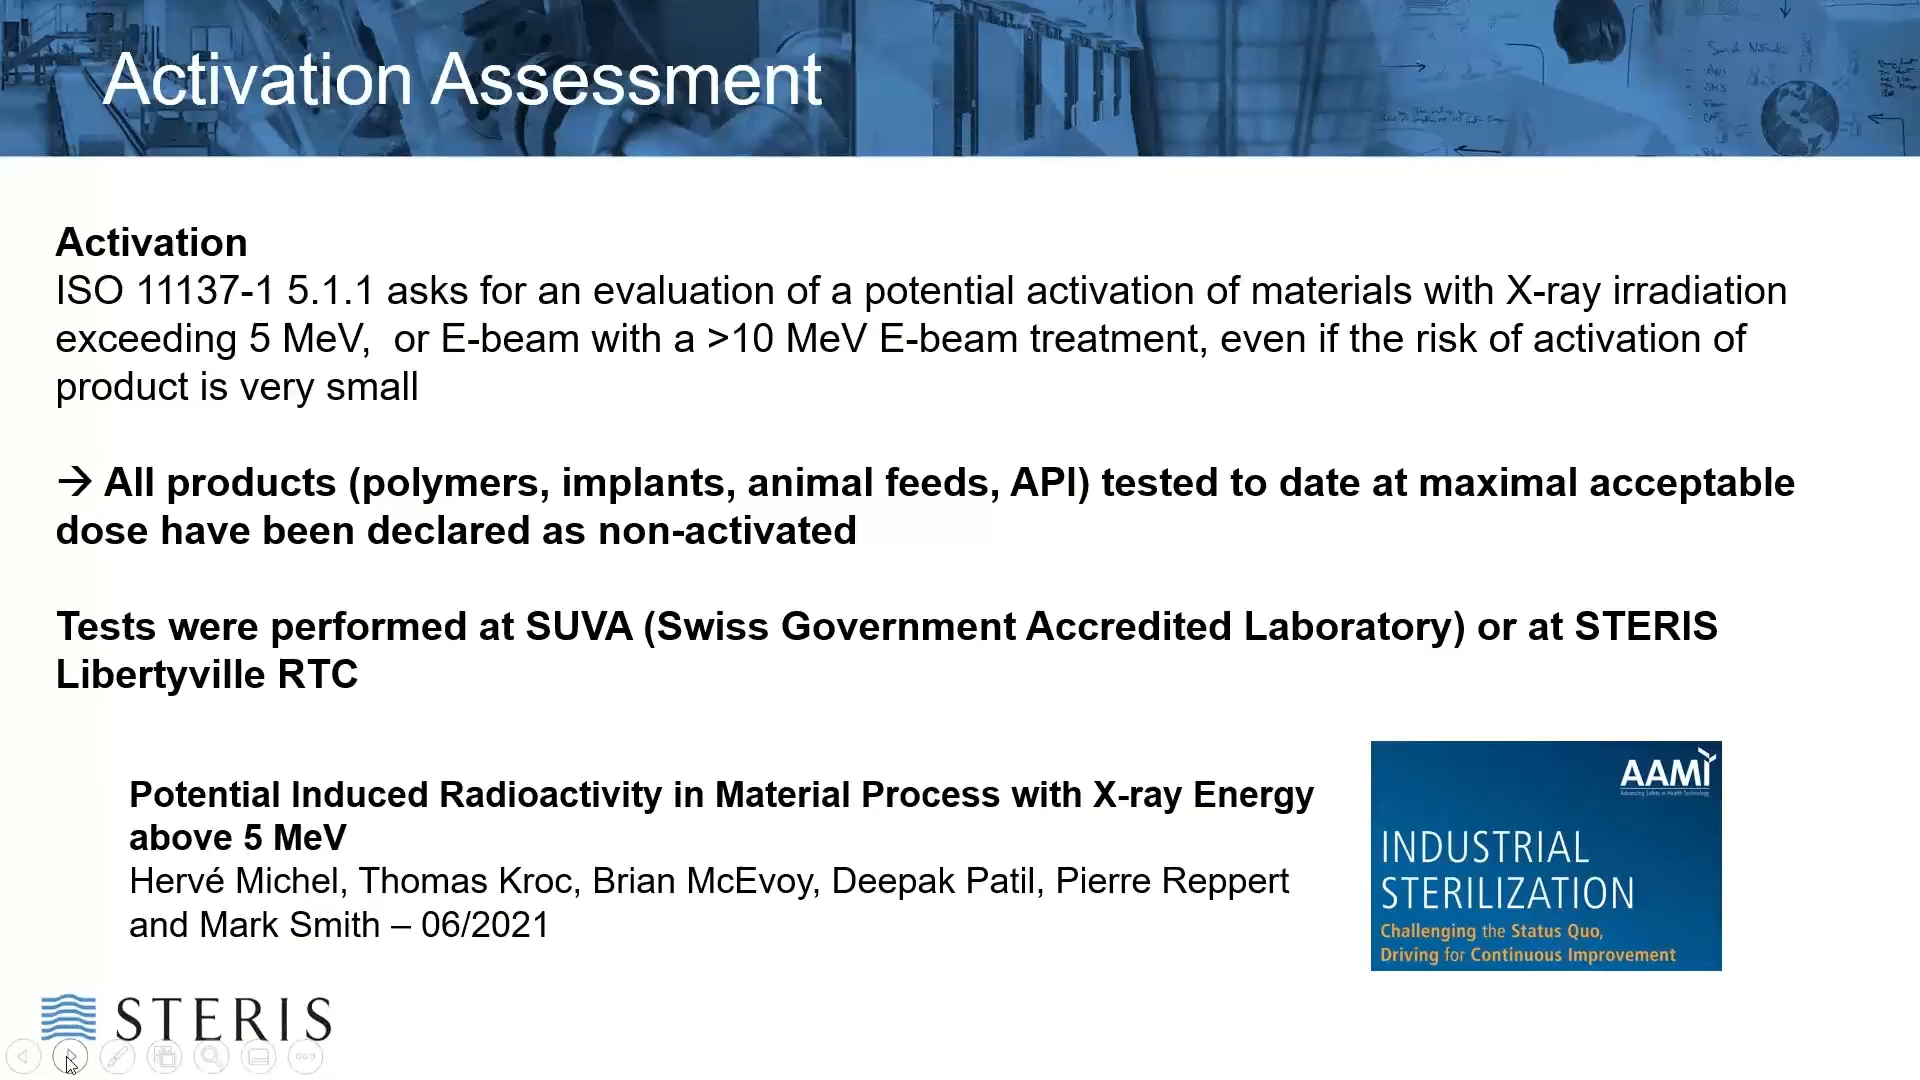 Activation Assessment
Activation
ISO 11137-1 5.1.1 asks for an evaluation of a potential activation of materials with X-ray irradiation
exceeding 5 MeV,  or E-beam with a >10 MeV E-beam treatment, even if the risk of activation of
product is very small
→ All products (polymers, implants, animal feeds, API) tested to date at maximal acceptable
dose have been declared as non-activated
Tests were performed at SUVA (Swiss Government Accredited Laboratory) or at STERIS
Libertyville RTC
Potential Induced Radioactivity in Material Process with X-ray Energy
above 5 MeV
Hervé Michel, Thomas Kroc, Brian McEvoy, Deepak Patil, Pierre Reppert
and Mark Smith – 06/2021
AAMI
Advancing Safety in Health Technology
INDUSTRIAL
STERILIZATION
Challenging the Status Quo,
Driving for Continuous Improvement
STERIS